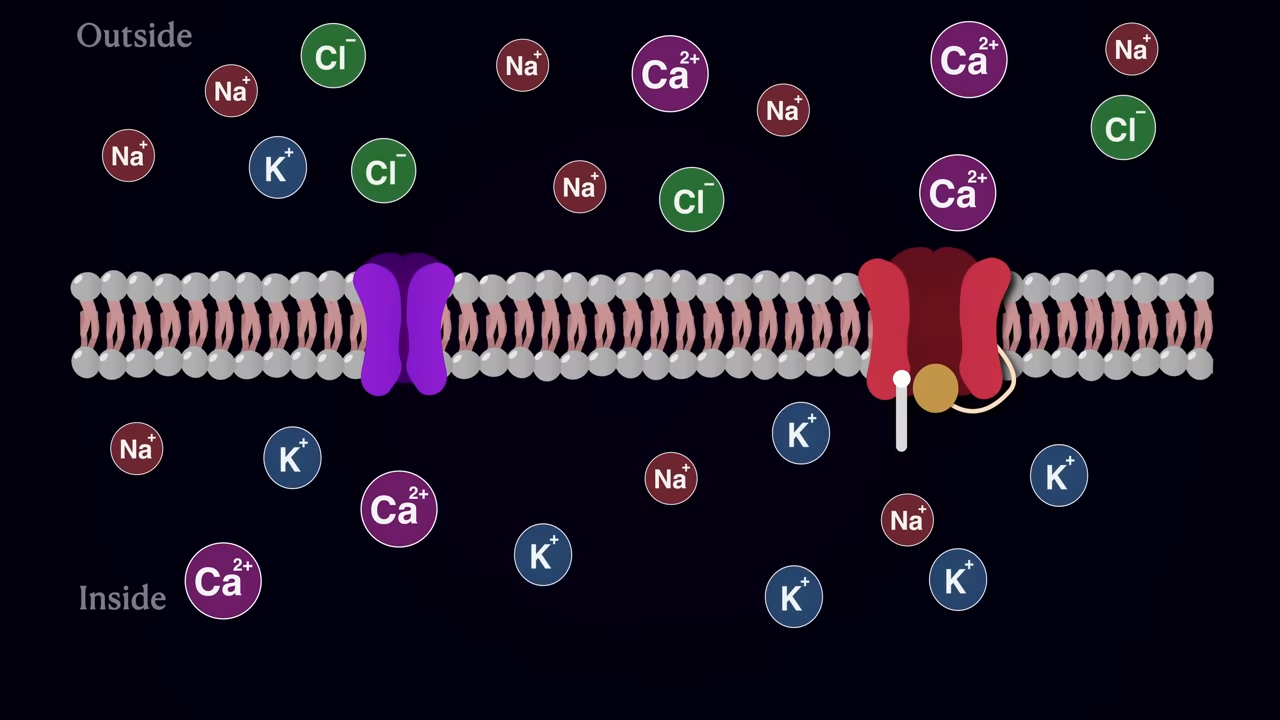 Outside
Cl⁻
Na⁺
Ca²⁺
Ca²⁺
Na⁺
Na⁺
Na⁺
Cl⁻
Na⁺
K⁺
Cl⁻
Na⁺
Cl⁻
Ca²⁺
Na⁺
K⁺
Ca²⁺
K⁺
Na⁺
K⁺
K⁺
Na⁺
Inside
Ca²⁺
K⁺
K⁺